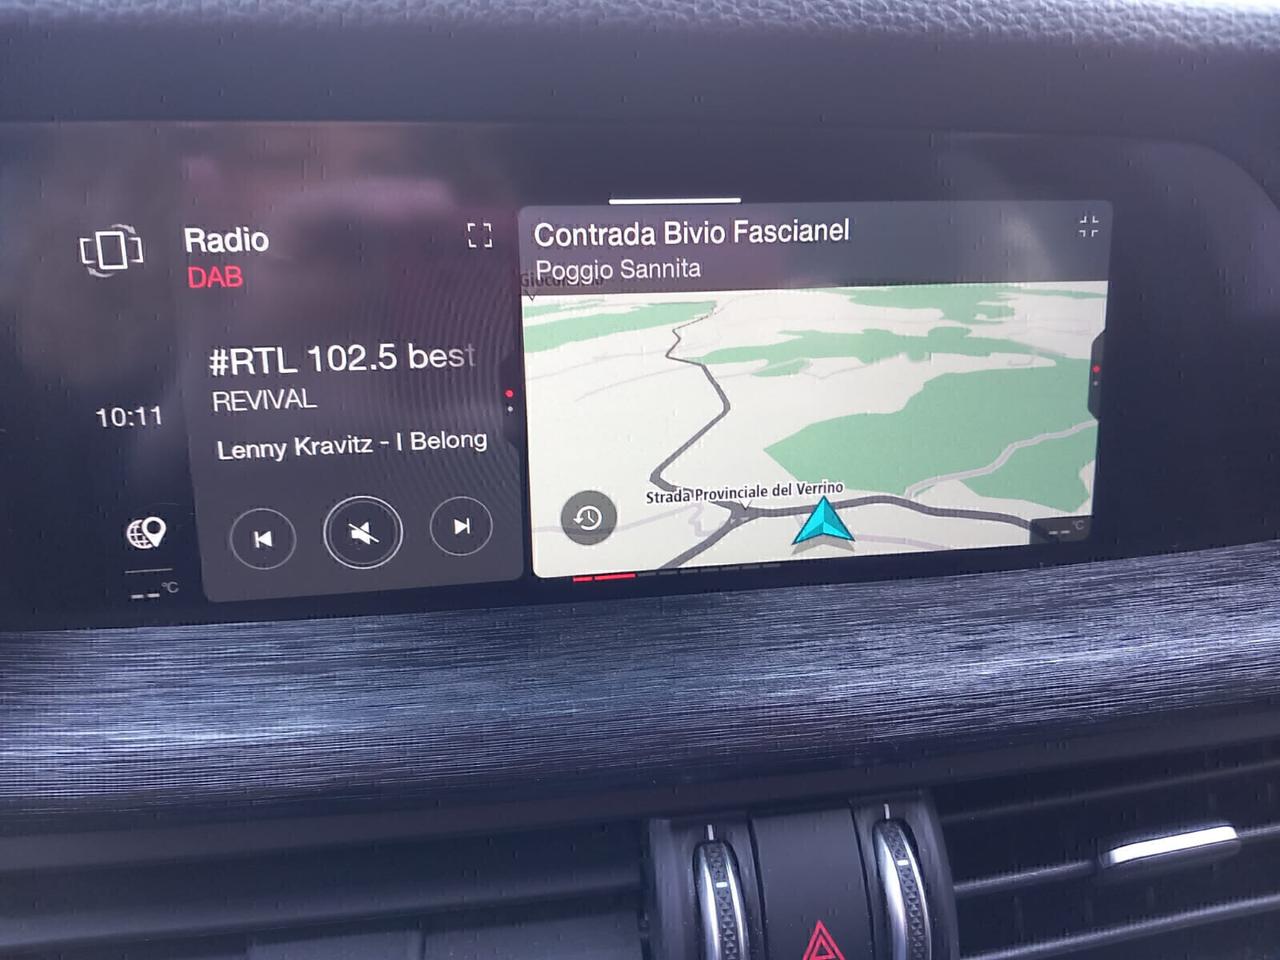 Radio
DAB
#RTL 102.5 best
REVIVAL
Lenny Kravitz - I Belong
10:11
--°C
Contrada Bivio Fascianel
Poggio Sannita
Strada Provinciale del Verrino
--°C